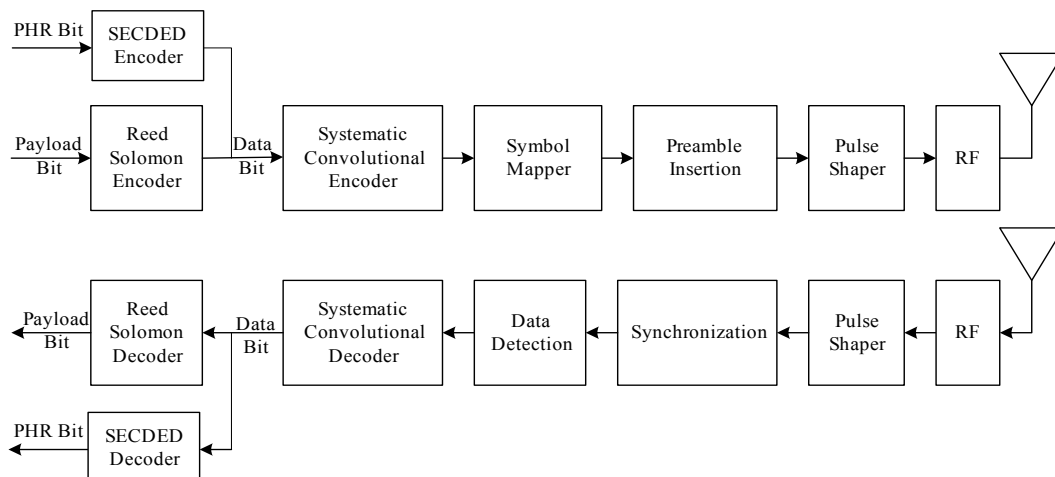 PHR Bit
SECDED
Encoder
Payload
Bit
Reed
Solomon
Encoder
Data
Bit
Systematic
Convolutional
Encoder
Symbol
Mapper
Preamble
Insertion
Pulse
Shaper
RF
Payload
Bit
Reed
Solomon
Decoder
Data
Bit
Systematic
Convolutional
Decoder
Data
Detection
Synchronization
Pulse
Shaper
RF
PHR Bit
SECDED
Decoder